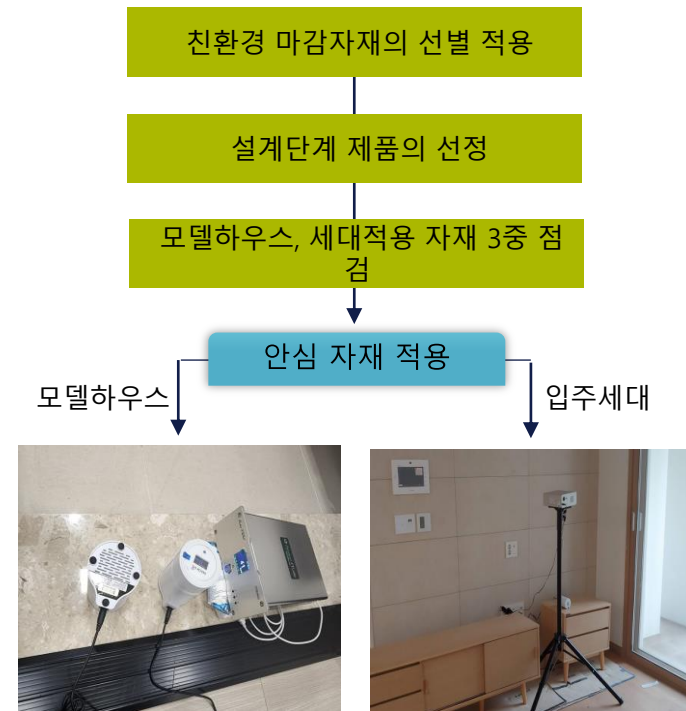 친환경 마감자재의 선별 적용
설계단계 제품의 선정
모델하우스, 세대적용 자재 3중 점
검
안심 자재 적용
모델하우스
입주세대